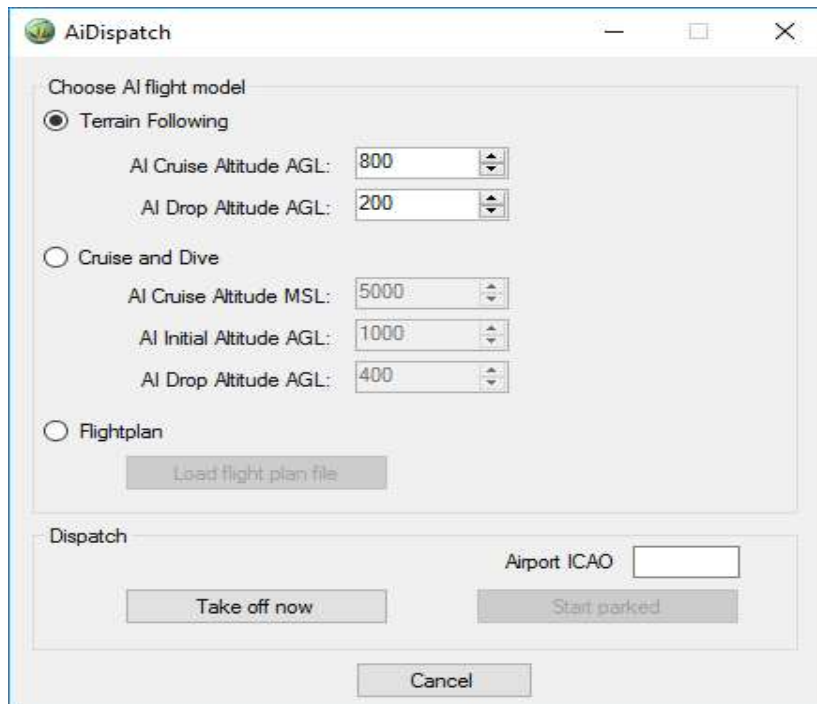 AiDispatch
Choose AI flight model
Terrain Following
AI Cruise Altitude AGL: 800
AI Drop Altitude AGL: 200
Cruise and Dive
AI Cruise Altitude MSL: 5000
AI Initial Altitude AGL: 1000
AI Drop Altitude AGL: 400
Flightplan
Load flight plan file
Dispatch
Airport ICAO
Take off now Start parked
Cancel